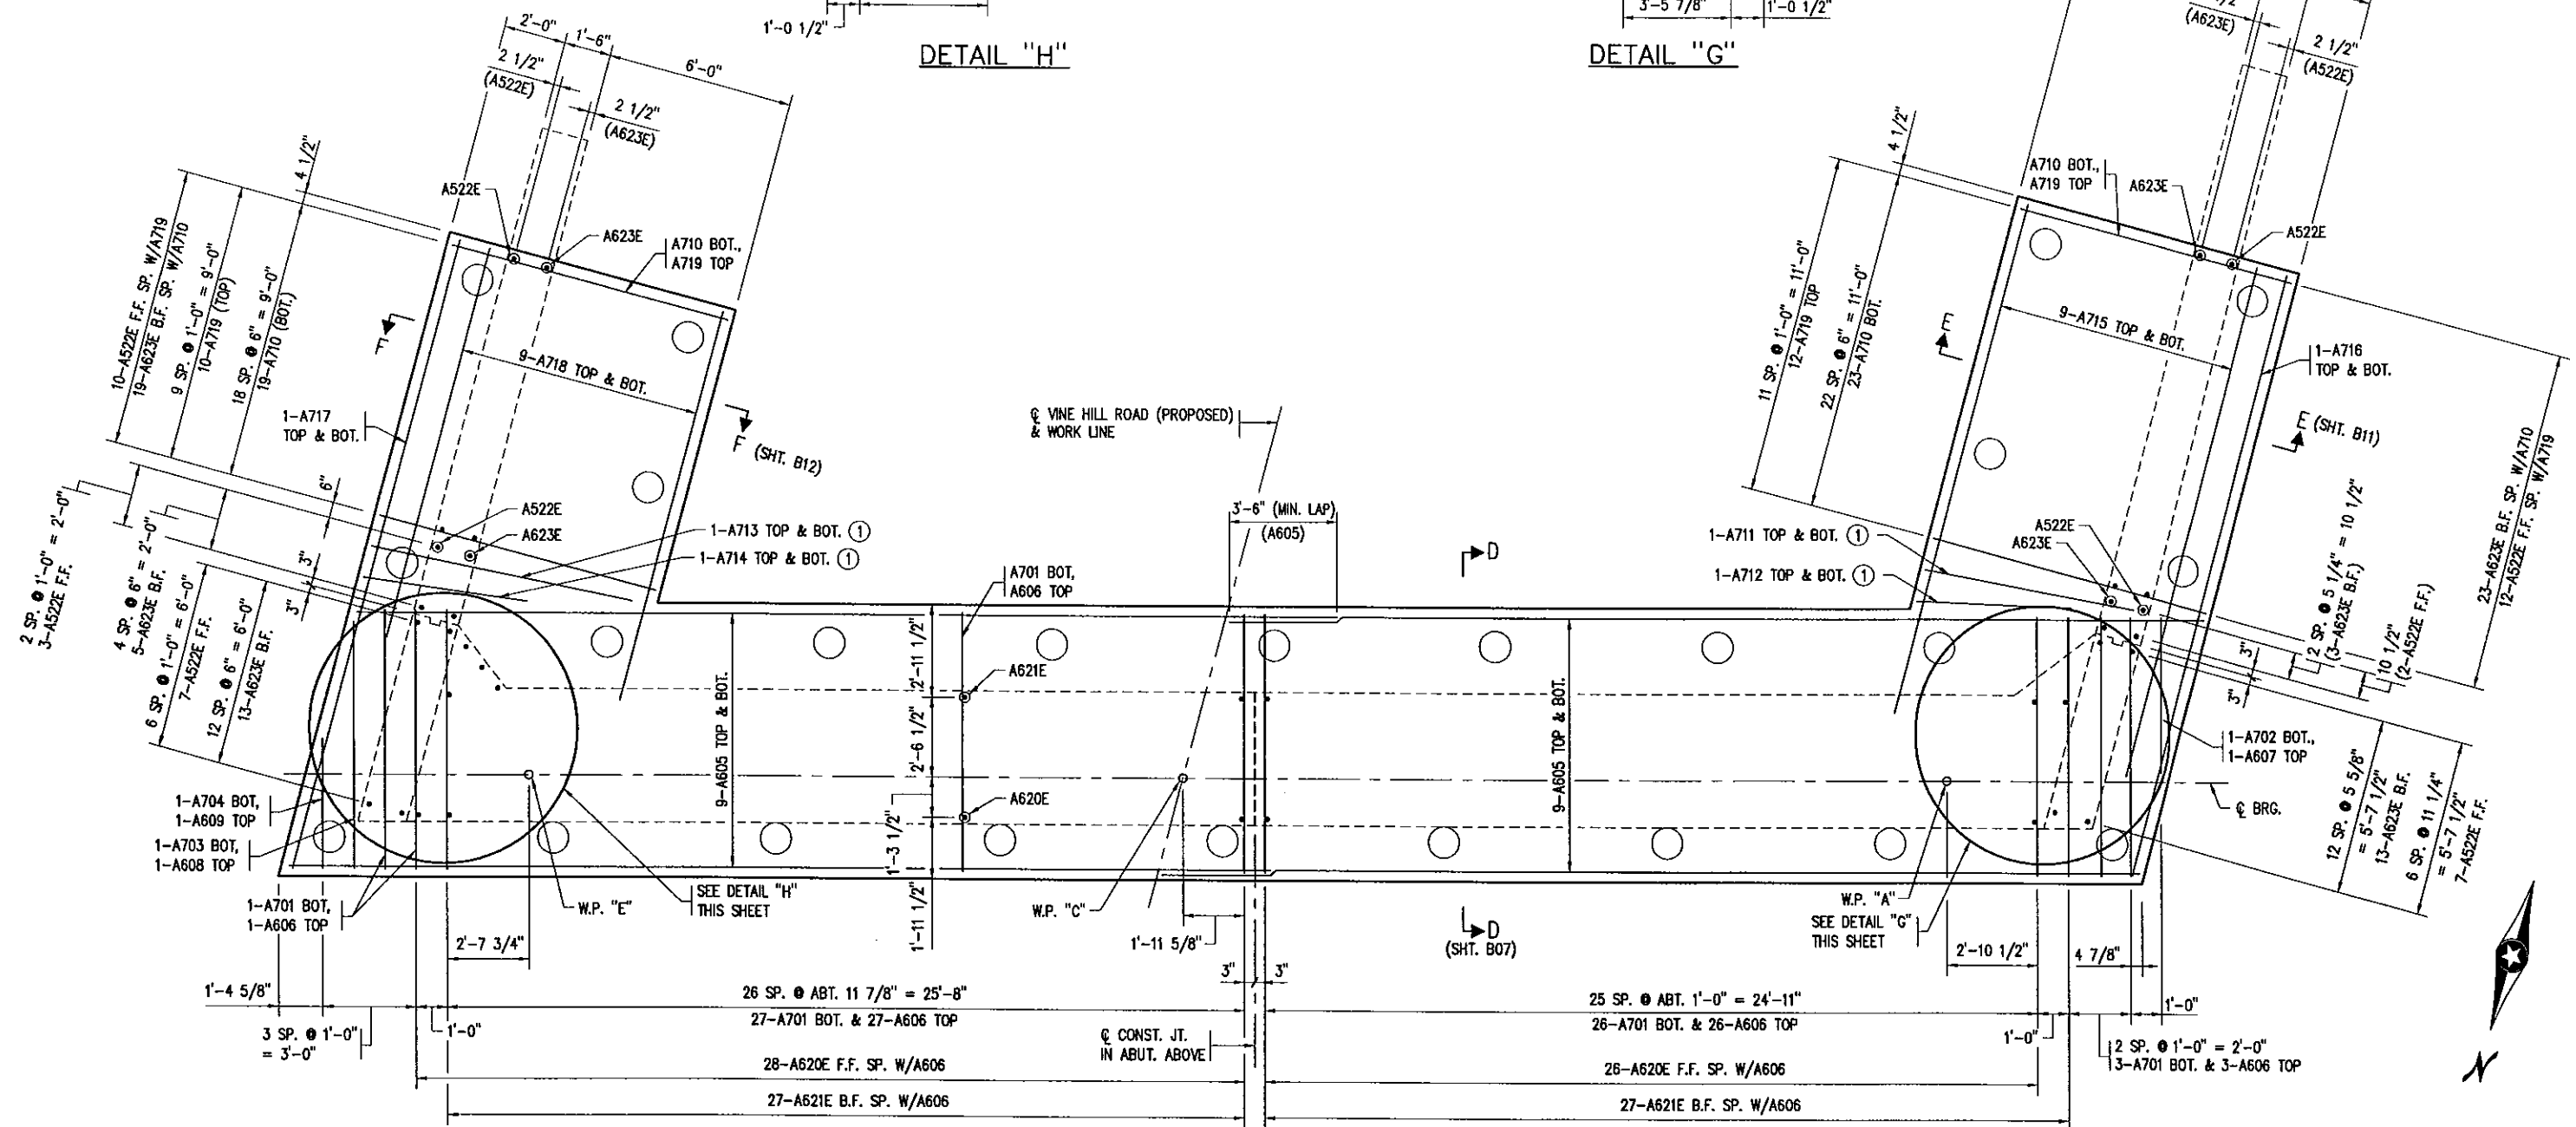 1'-0 1/2"
DETAIL "H"
3'-5 7/8"
1'-0 1/2"
DETAIL "G"
2'-0"
1'-6"
6'-0"
2 1/2"
(A522E)
2 1/2"
(A623E)
(A623E)
2 1/2"
(A522E)
4 1/2"
10-A522E F.F. SP. W/A719
19-A623E B.F. SP. W/A710
9 SP. @ 1'-0" = 9'-0"
10-A719 (TOP)
18 SP. @ 6" = 9'-0"
19-A710 (BOT.)
A522E
A623E
A710 BOT.,
A719 TOP
F
9-A718 TOP & BOT.
1-A717
TOP & BOT.
F (SHT. B12)
℄ VINE HILL ROAD (PROPOSED)
& WORK LINE
4 1/2"
A710 BOT.,
A719 TOP
A623E
A522E
11 SP. @ 1'-0" = 11'-0"
12-A719 TOP
22 SP. @ 6" = 11'-0"
23-A710 BOT.
E
9-A715 TOP & BOT.
1-A716
TOP & BOT.
E (SHT. B11)
23-A623E B.F. SP. W/A710
12-A522E F.F. SP. W/A719
2 SP. @ 1'-0" = 2'-0"
3-A522E F.F.
4 SP. @ 6" = 2'-0"
5-A623E B.F.
6"
3"
3"
6 SP. @ 1'-0" = 6'-0"
7-A522E F.F.
12 SP. @ 6" = 6'-0"
13-A623E B.F.
A522E
A623E
1-A713 TOP & BOT. ①
1-A714 TOP & BOT. ①
3'-6" (MIN. LAP)
(A605)
D
1-A711 TOP & BOT. ①
1-A712 TOP & BOT. ①
A522E
A623E
2 SP. @ 5 1/4" = 10 1/2"
(3-A623E B.F.)
10 1/2"
(2-A522E F.F.)
3"
3"
A701 BOT,
A606 TOP
2'-11 1/2"
A621E
9-A605 TOP & BOT.
2'-6 1/2"
A620E
1'-3 1/2"
1'-11 1/2"
9-A605 TOP & BOT.
1-A702 BOT.,
1-A607 TOP
℄ BRG.
12 SP. @ 5 5/8"
= 5'-7 1/2"
13-A623E B.F.
6 SP. @ 11 1/4"
= 5'-7 1/2"
7-A522E F.F.
1-A704 BOT,
1-A609 TOP
1-A703 BOT,
1-A608 TOP
1-A701 BOT,
1-A606 TOP
W.P. "E"
SEE DETAIL "H"
THIS SHEET
W.P. "C"
D
(SHT. B07)
W.P. "A"
SEE DETAIL "G"
THIS SHEET
2'-7 3/4"
1'-11 5/8"
2'-10 1/2"
4 7/8"
3"
3"
1'-4 5/8"
3 SP. @ 1'-0"
= 3'-0"
1'-0"
26 SP. @ ABT. 11 7/8" = 25'-8"
27-A701 BOT. & 27-A606 TOP
25 SP. @ ABT. 1'-0" = 24'-11"
26-A701 BOT. & 26-A606 TOP
1'-0"
1'-0"
2 SP. @ 1'-0" = 2'-0"
3-A701 BOT. & 3-A606 TOP
℄ CONST. JT.
IN ABUT. ABOVE
28-A620E F.F. SP. W/A606
26-A620E F.F. SP. W/A606
27-A621E B.F. SP. W/A606
27-A621E B.F. SP. W/A606
N